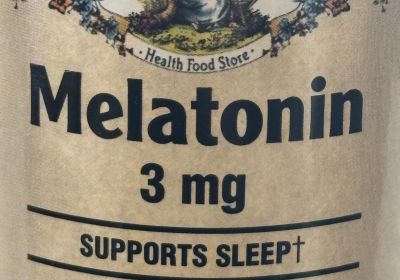 · Health Food Store ·
Melatonin
3 mg
SUPPORTS SLEEP†